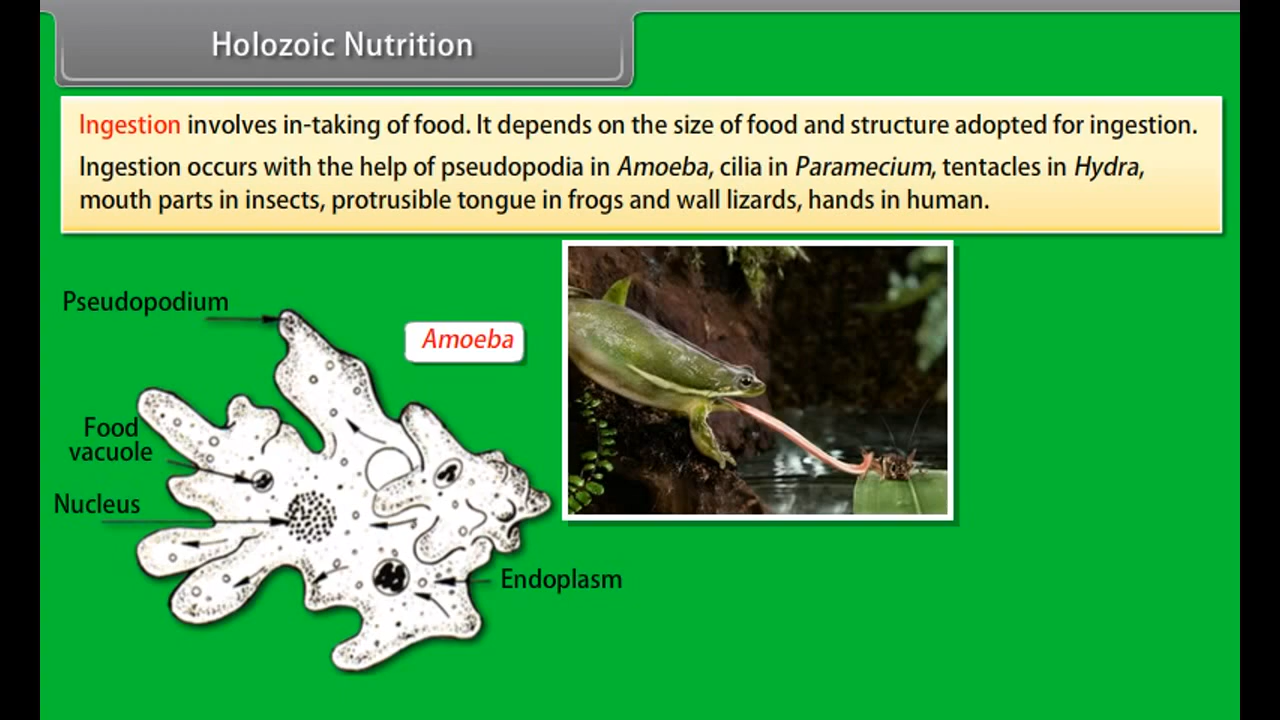 Holozoic Nutrition
Ingestion involves in-taking of food. It depends on the size of food and structure adopted for ingestion.
Ingestion occurs with the help of pseudopodia in Amoeba, cilia in Paramecium, tentacles in Hydra,
mouth parts in insects, protrusible tongue in frogs and wall lizards, hands in human.
Pseudopodium
Amoeba
Food
vacuole
Nucleus
Endoplasm